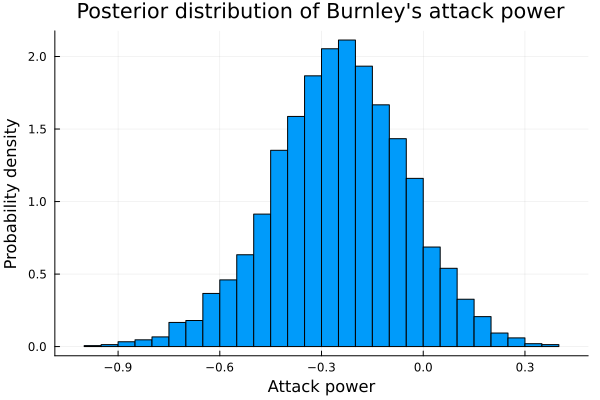 Posterior distribution of Burnley's attack power
Probability density
2.0
1.5
1.0
0.5
0.0
−0.9 −0.6 −0.3 0.0 0.3
Attack power